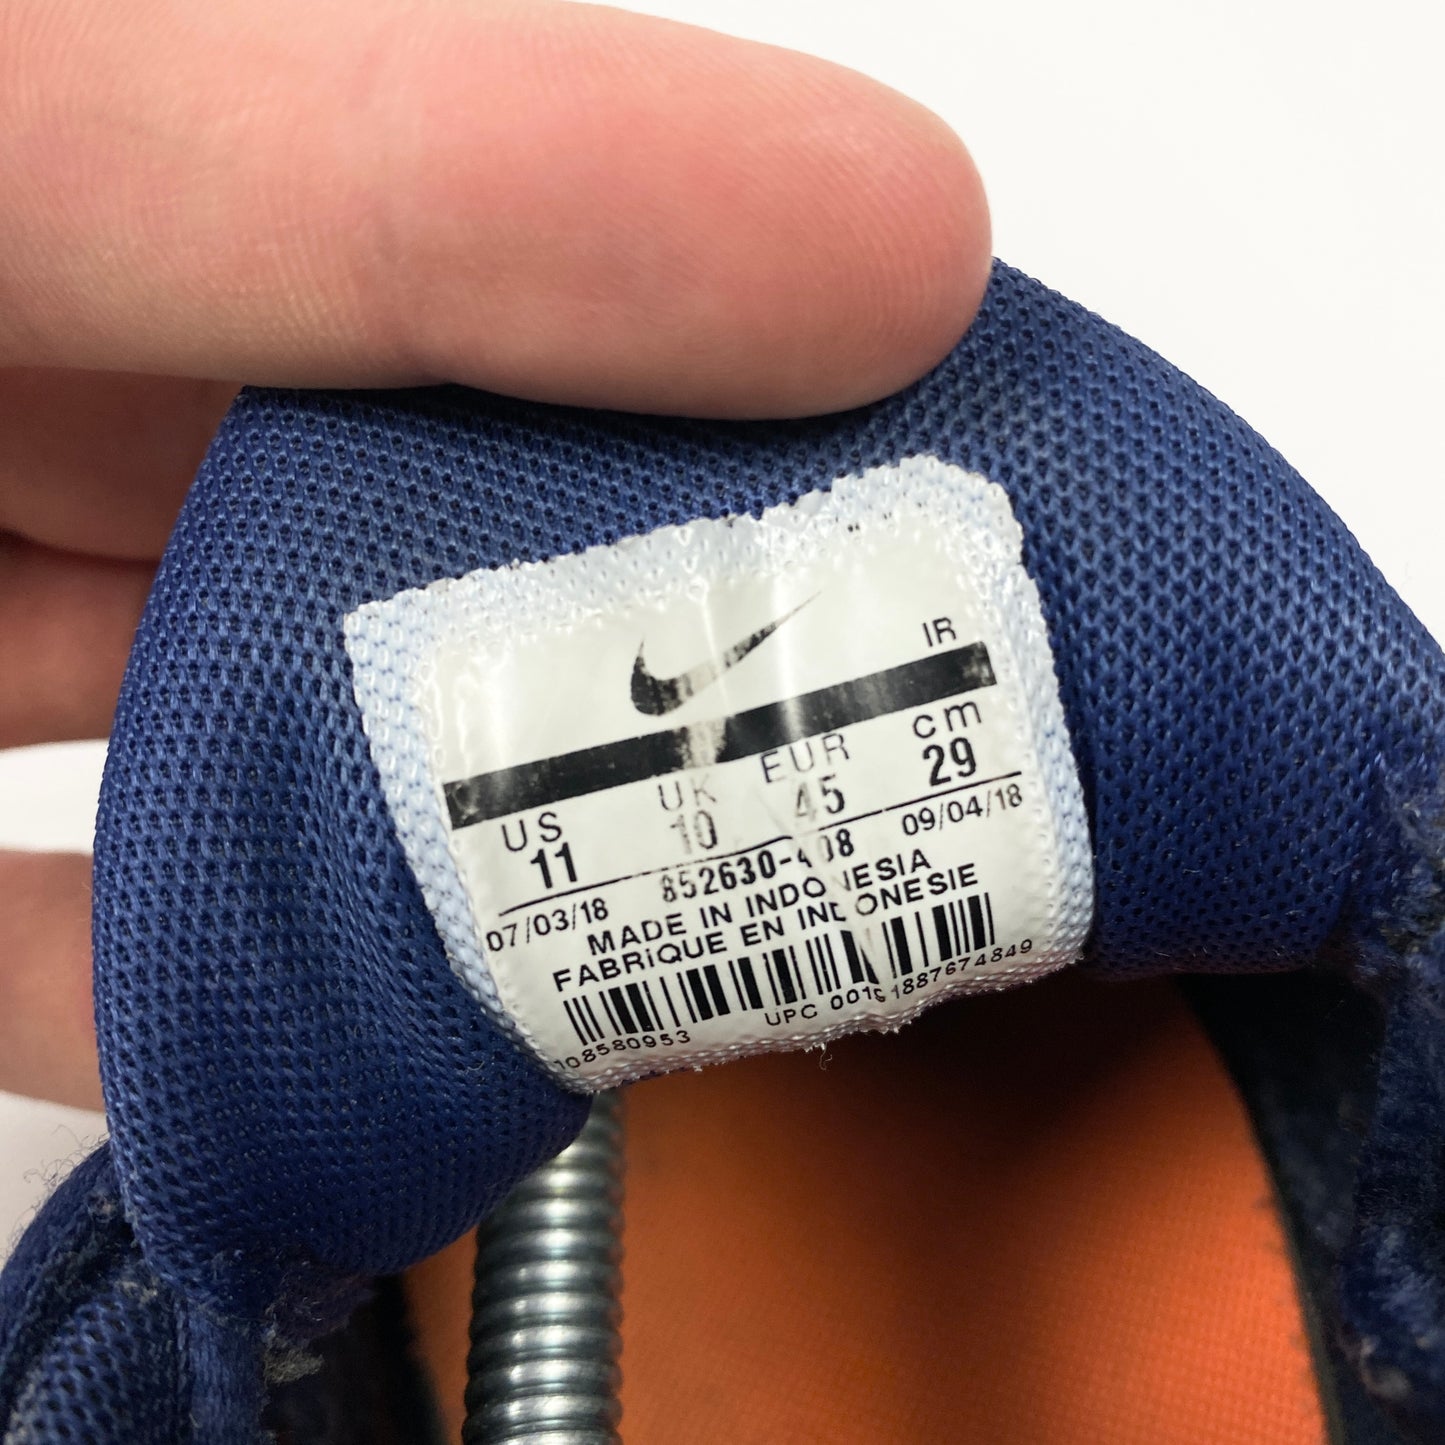 IR
US UK EUR cm
11 10 45 29
07/03/18 852630-408 09/04/18
MADE IN INDONESIA
FABRiQUE EN INDONESIE
UPC 00191887674849
108580953